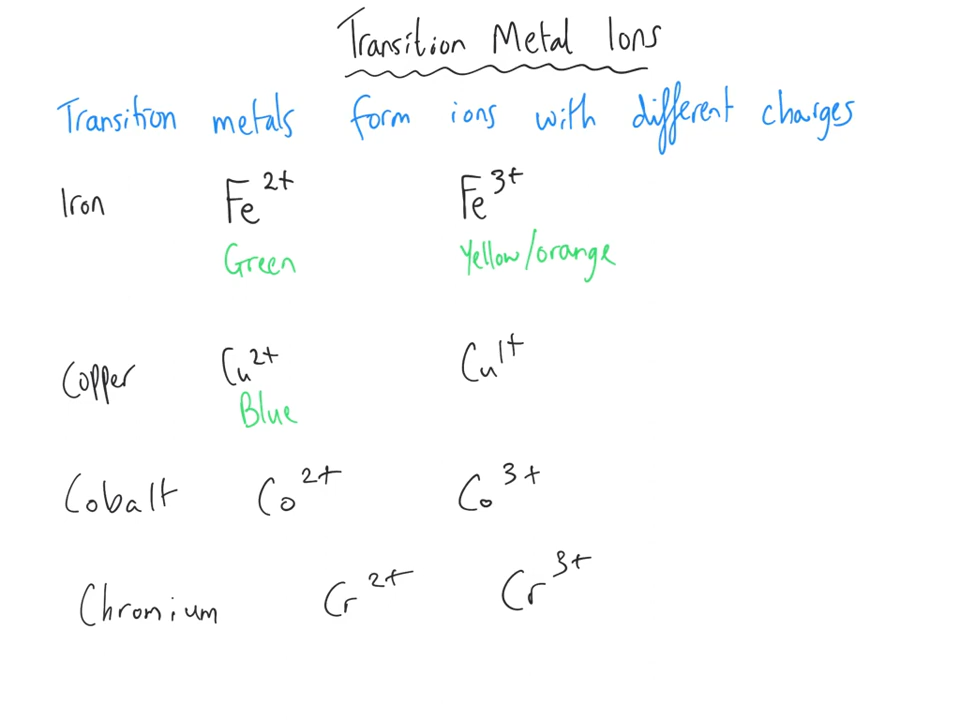 Transition Metal Ions
Transition metals form ions with different charges
Iron Fe²⁺ Fe³⁺
Green Yellow/orange
Copper Cu²⁺ Cu¹⁺
Blue
Cobalt Co²⁺ Co³⁺
Chromium Cr²⁺ Cr³⁺